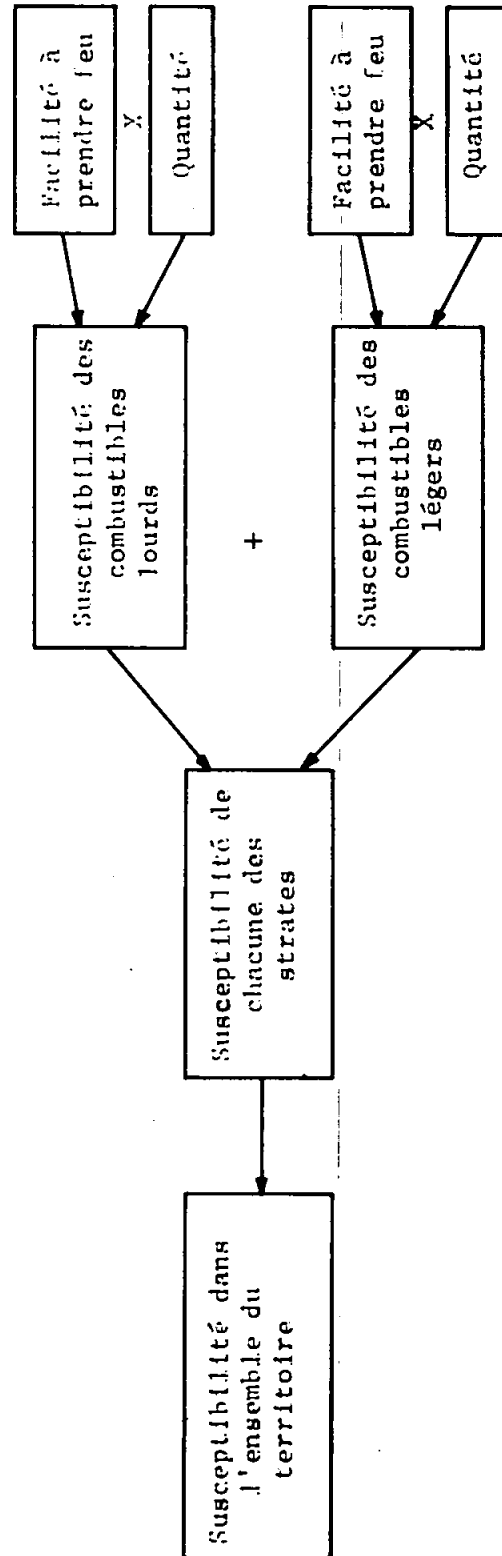 Susceptibilité dans
l'ensemble du
territoire
Susceptibilité de
chacune des
strates
Susceptibilité des
combustibles
lourds
+
Susceptibilité des
combustibles
légers
Facilité à
prendre feu
X
Quantité
Facilité à
prendre feu
X
Quantité